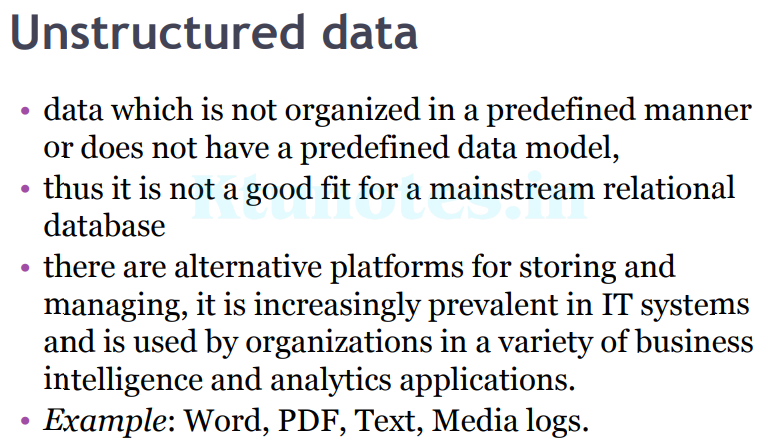 Unstructured data
• data which is not organized in a predefined manner
or does not have a predefined data model,
• thus it is not a good fit for a mainstream relational
database
Ktunotes.in
• there are alternative platforms for storing and
managing, it is increasingly prevalent in IT systems
and is used by organizations in a variety of business
intelligence and analytics applications.
• Example: Word, PDF, Text, Media logs.